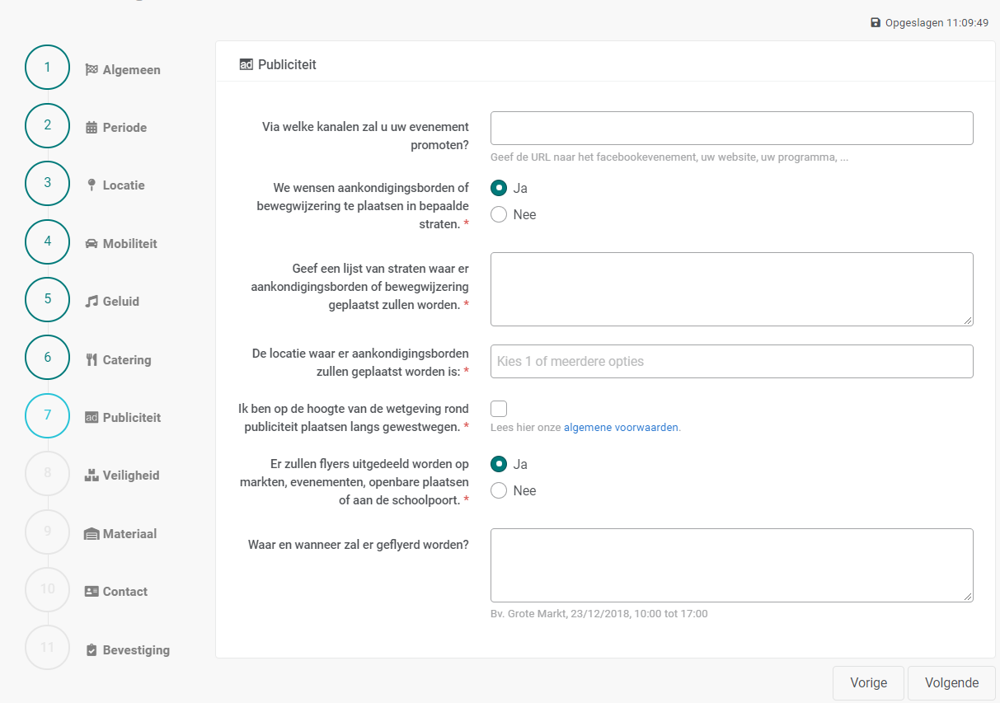 Opgeslagen 11:09:49
1 Algemeen
2 Periode
3 Locatie
4 Mobiliteit
5 Geluid
6 Catering
7 ad Publiciteit
8 Veiligheid
9 Materiaal
10 Contact
11 Bevestiging
ad Publiciteit
Via welke kanalen zal u uw evenement
promoten?
Geef de URL naar het facebookevenement, uw website, uw programma, ...
We wensen aankondigingsborden of
bewegwijzering te plaatsen in bepaalde
straten. *
Ja
Nee
Geef een lijst van straten waar er
aankondigingsborden of bewegwijzering
geplaatst zullen worden. *
De locatie waar er aankondigingsborden
zullen geplaatst worden is: *
Kies 1 of meerdere opties
Ik ben op de hoogte van de wetgeving rond
publiciteit plaatsen langs gewestwegen. *
Lees hier onze algemene voorwaarden.
Er zullen flyers uitgedeeld worden op
markten, evenementen, openbare plaatsen
of aan de schoolpoort. *
Ja
Nee
Waar en wanneer zal er geflyerd worden?
Bv. Grote Markt, 23/12/2018, 10:00 tot 17:00
Vorige
Volgende